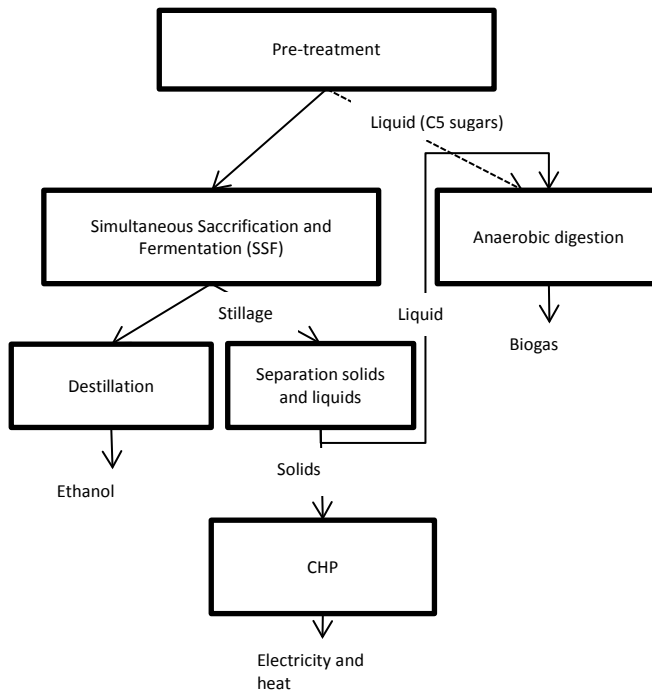 Pre-treatment
Liquid (C5 sugars)
Simultaneous Saccrification and
Fermentation (SSF)
Anaerobic digestion
Stillage
Liquid
Biogas
Destillation
Separation solids
and liquids
Solids
Ethanol
CHP
Electricity and
heat